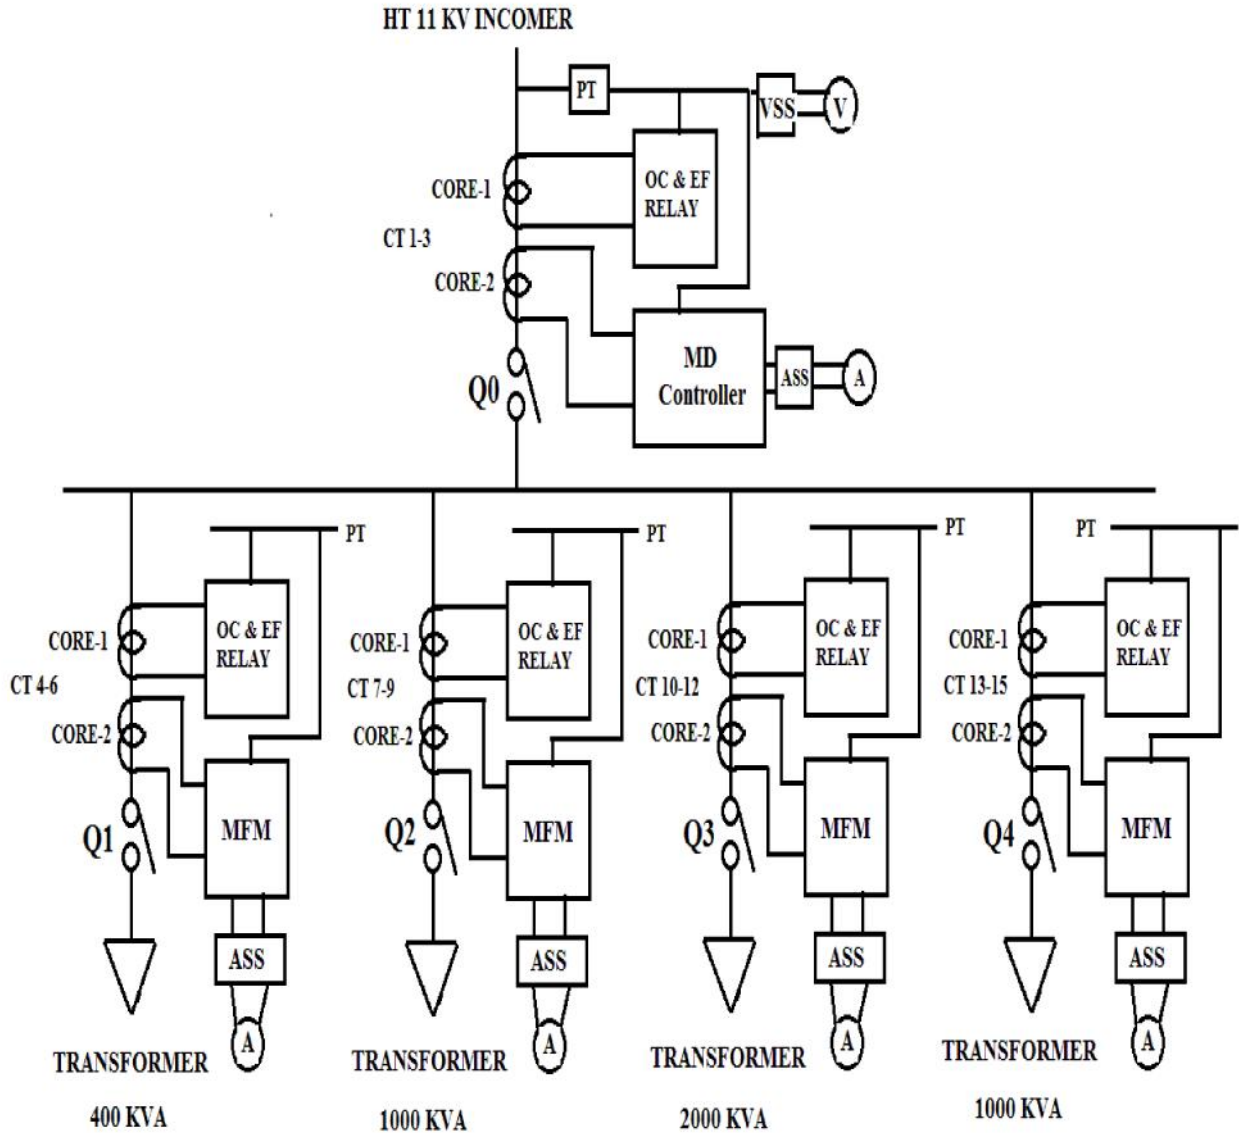 HT 11 KV INCOMER
PT
VSS
V
OC & EF
RELAY
CORE-1
CT 1-3
CORE-2
MD
Controller
ASS
A
Q0
PT
PT
PT
PT
OC & EF
RELAY
OC & EF
RELAY
OC & EF
RELAY
OC & EF
RELAY
CORE-1
CORE-1
CORE-1
CORE-1
CT 4-6
CT 7-9
CT 10-12
CT 13-15
CORE-2
CORE-2
CORE-2
CORE-2
Q1
MFM
Q2
MFM
Q3
MFM
Q4
MFM
ASS
ASS
ASS
ASS
A
A
A
A
TRANSFORMER
TRANSFORMER
TRANSFORMER
TRANSFORMER
400 KVA
1000 KVA
2000 KVA
1000 KVA